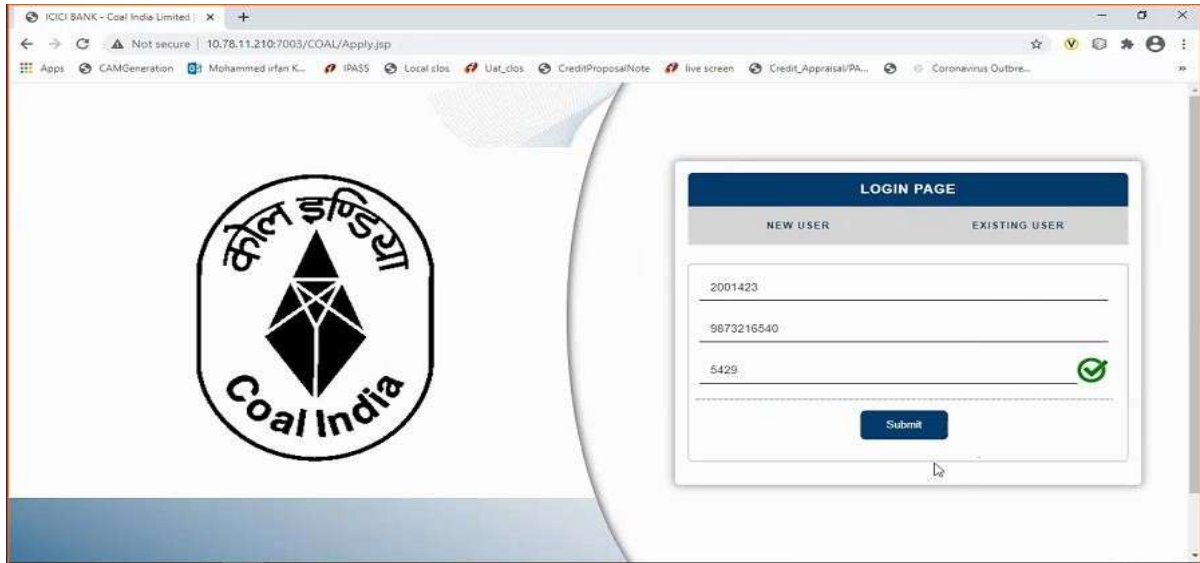 ICICI BANK - Coal India Limited
Not secure | 10.78.11.210:7003/COAL/Apply.jsp
Apps CAMGeneration Mohammed irfan K... IPASS Local clos Uat_clos CreditProposalNote live screen Credit_Appraisal/PA... Coronavirus Outbre...
कोल इण्डिया
Coal India
LOGIN PAGE
NEW USER EXISTING USER
2001423
9873216540
5429
Submit